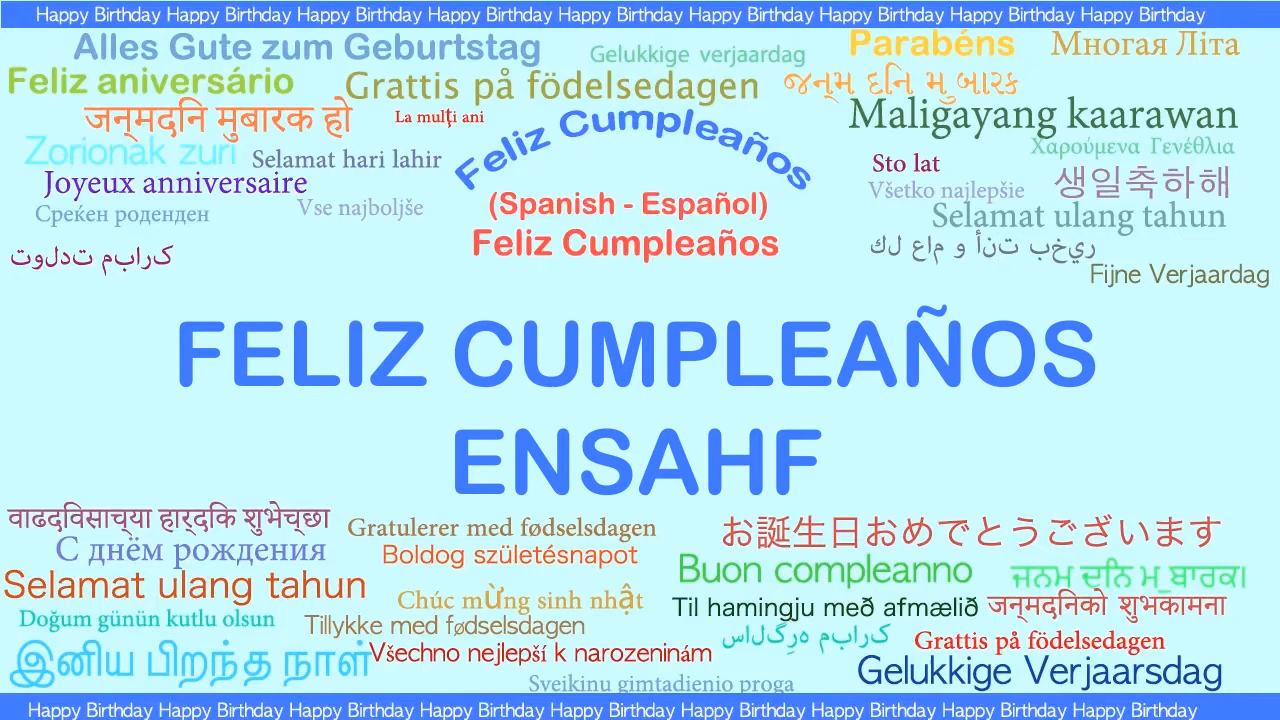 Happy Birthday Happy Birthday Happy Birthday Happy Birthday Happy Birthday Happy Birthday Happy Birthday Happy Birthday Happy Birthday
Alles Gute zum Geburtstag
Gelukkige verjaardag
Parabéns
Многая Літа
Feliz aniversário
Grattis på födelsedagen
જન્મ દિન મુબારક
जन्मदिन मुबारक हो
La mulţi ani
Feliz Cumpleaños
Maligayang kaarawan
Zorionak zuri
Selamat hari lahir
Sto lat
Χαρούμενα Γενέθλια
Joyeux anniversaire
(Spanish - Español)
Všetko najlepšie
생일축하해
Среќен роденден
Vse najboljše
Selamat ulang tahun
Feliz Cumpleaños
تولدت مبارک
كل عام و أنت بخير
Fijne Verjaardag
FELIZ CUMPLEAÑOS
ENSAHF
वाढदिवसाच्या हार्दिक शुभेच्छा
Gratulerer med fødselsdagen
お誕生日おめでとうございます
С днём рождения
Boldog születésnapot
Buon compleanno
ਜਨਮ ਦਿਨ ਮੁਬਾਰਕ।
Selamat ulang tahun
Chúc mừng sinh nhật
Til hamingju með afmælið
जन्मदिनको शुभकामना
Doğum günün kutlu olsun
Tillykke med fødselsdagen
سالگرہ مبارک
Grattis på födelsedagen
இனிய பிறந்த நாள்
Všechno nejlepší k narozeninám
Gelukkige Verjaarsdag
Sveikinu gimtadienio proga
Happy Birthday Happy Birthday Happy Birthday Happy Birthday Happy Birthday Happy Birthday Happy Birthday Happy Birthday Happy Birthday